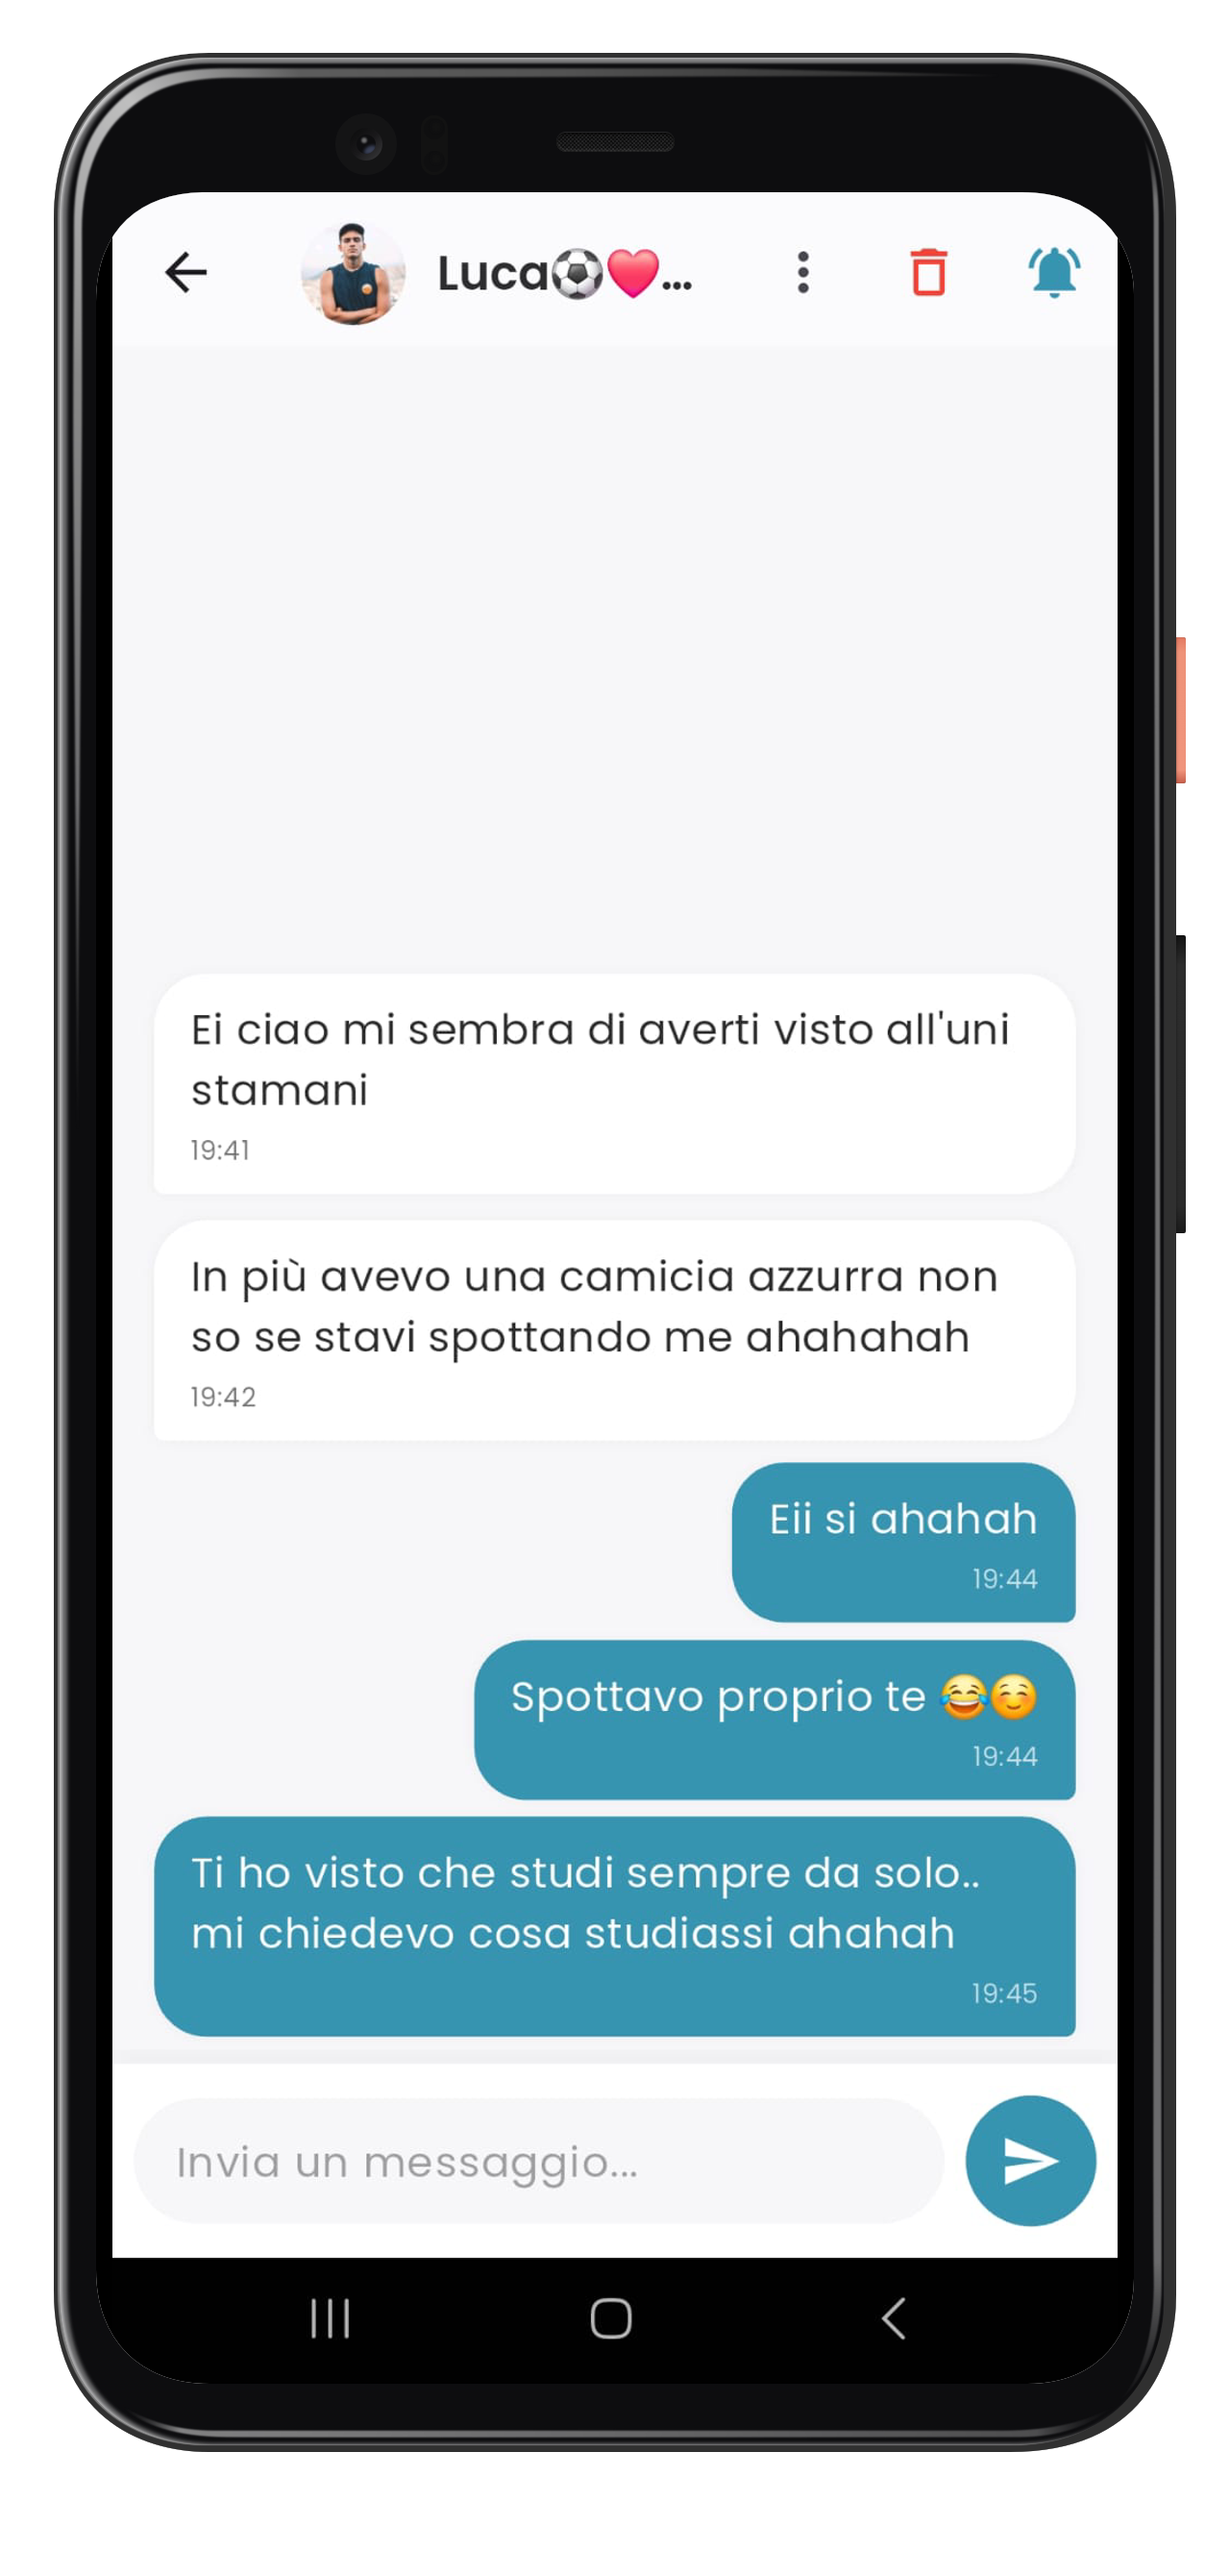 Luca⚽❤️...
Ei ciao mi sembra di averti visto all'uni
stamani
19:41
In più avevo una camicia azzurra non
so se stavi spottando me ahahahah
19:42
Eii si ahahah
19:44
Spottavo proprio te 😂☺️
19:44
Ti ho visto che studi sempre da solo..
mi chiedevo cosa studiassi ahahah
19:45
Invia un messaggio...